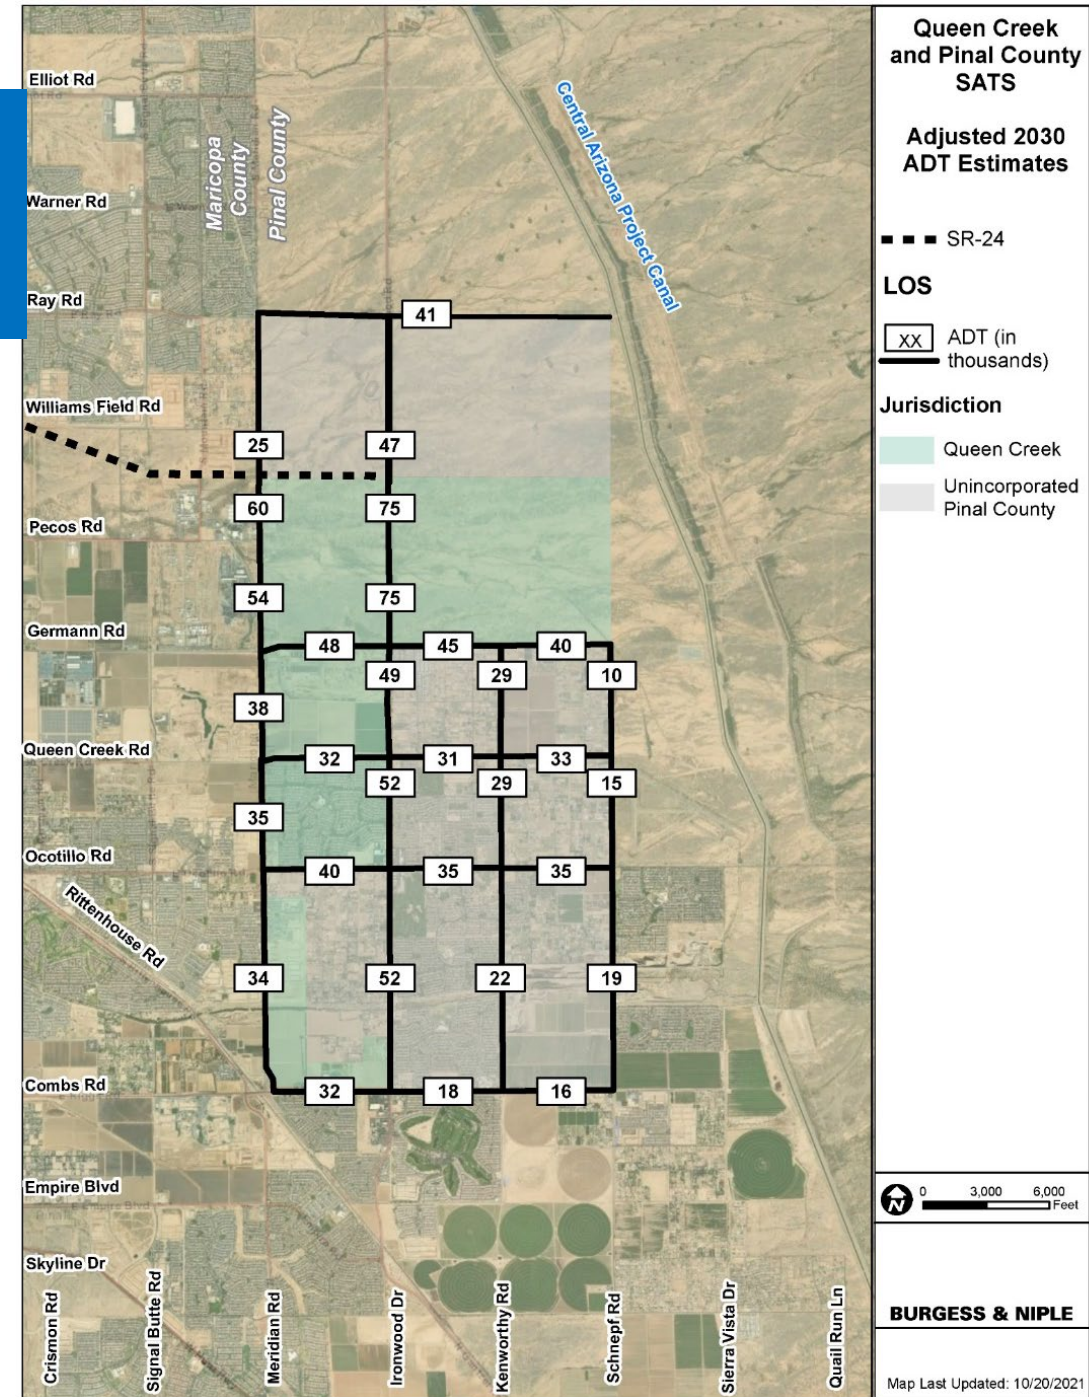 Queen Creek
and Pinal County
SATS
Adjusted 2030
ADT Estimates
SR-24
LOS
XX
ADT (in
thousands)
Jurisdiction
Queen Creek
Unincorporated
Pinal County
0 3,000 6,000
Feet
N
BURGESS & NIPLE
Map Last Updated: 10/20/2021
Elliot Rd
Warner Rd
Ray Rd
Williams Field Rd
Pecos Rd
Germann Rd
Queen Creek Rd
Ocotillo Rd
Rittenhouse Rd
Combs Rd
Empire Blvd
Skyline Dr
Maricopa
County
Pinal County
Central Arizona Project Canal
41
25 47
60 75
54 75
48 45 40
49 29 10
38
32 31 33
52 29 15
35
40 35 35
34 52 22 19
32 18 16
Crismon Rd
Signal Butte Rd
Meridian Rd
Ironwood Dr
Kenworthy Rd
Schnepf Rd
Sierra Vista Dr
Quail Run Ln